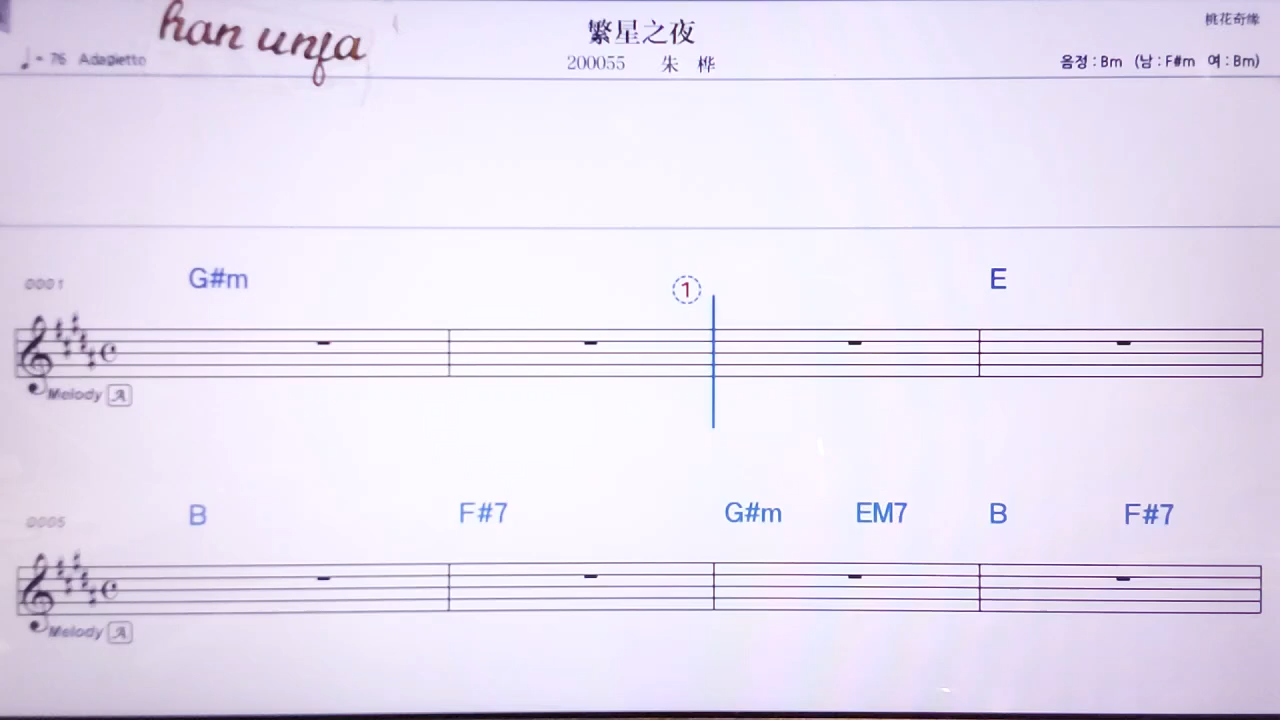 han unfa
繁星之夜
桃花奇缘
♩ = 76 Adagietto
200055 朱 桦
음정 : Bm (남 : F#m 여 : Bm)
0001 G#m ① E
Melody A
0005 B F#7 G#m EM7 B F#7
Melody A